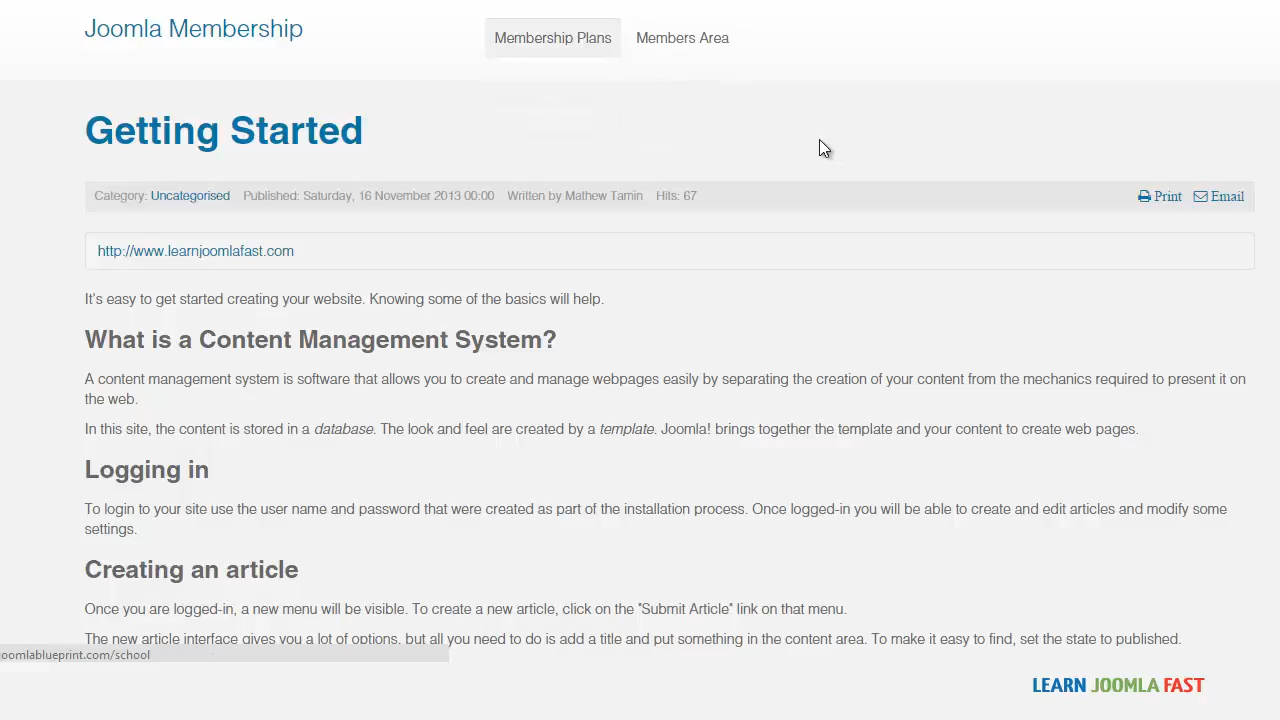 Joomla Membership
Membership Plans Members Area
Getting Started
Category: Uncategorised Published: Saturday, 16 November 2013 00:00 Written by Mathew Tamin Hits: 67 Print Email
http://www.learnjoomlafast.com
It's easy to get started creating your website. Knowing some of the basics will help.
What is a Content Management System?
A content management system is software that allows you to create and manage webpages easily by separating the creation of your content from the mechanics required to present it on
the web.
In this site, the content is stored in a database. The look and feel are created by a template. Joomla! brings together the template and your content to create web pages.
Logging in
To login to your site use the user name and password that were created as part of the installation process. Once logged-in you will be able to create and edit articles and modify some
settings.
Creating an article
Once you are logged-in, a new menu will be visible. To create a new article, click on the "Submit Article" link on that menu.
The new article interface gives you a lot of options, but all you need to do is add a title and put something in the content area. To make it easy to find, set the state to published.
oomlablueprint.com/school
LEARN JOOMLA FAST